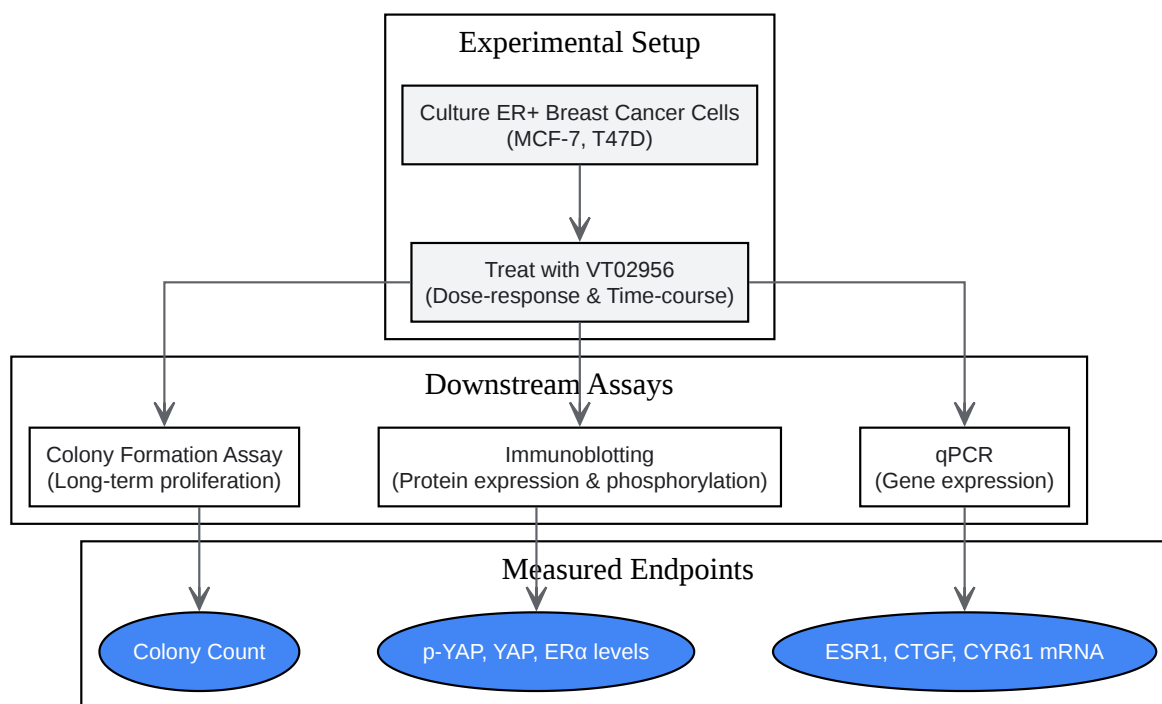 Experimental Setup
Culture ER+ Breast Cancer Cells
(MCF-7, T47D)
Treat with VT02956
(Dose-response & Time-course)
Downstream Assays
Colony Formation Assay
(Long-term proliferation)
Immunoblotting
(Protein expression & phosphorylation)
qPCR
(Gene expression)
Measured Endpoints
Colony Count
p-YAP, YAP, ERα levels
ESR1, CTGF, CYR61 mRNA